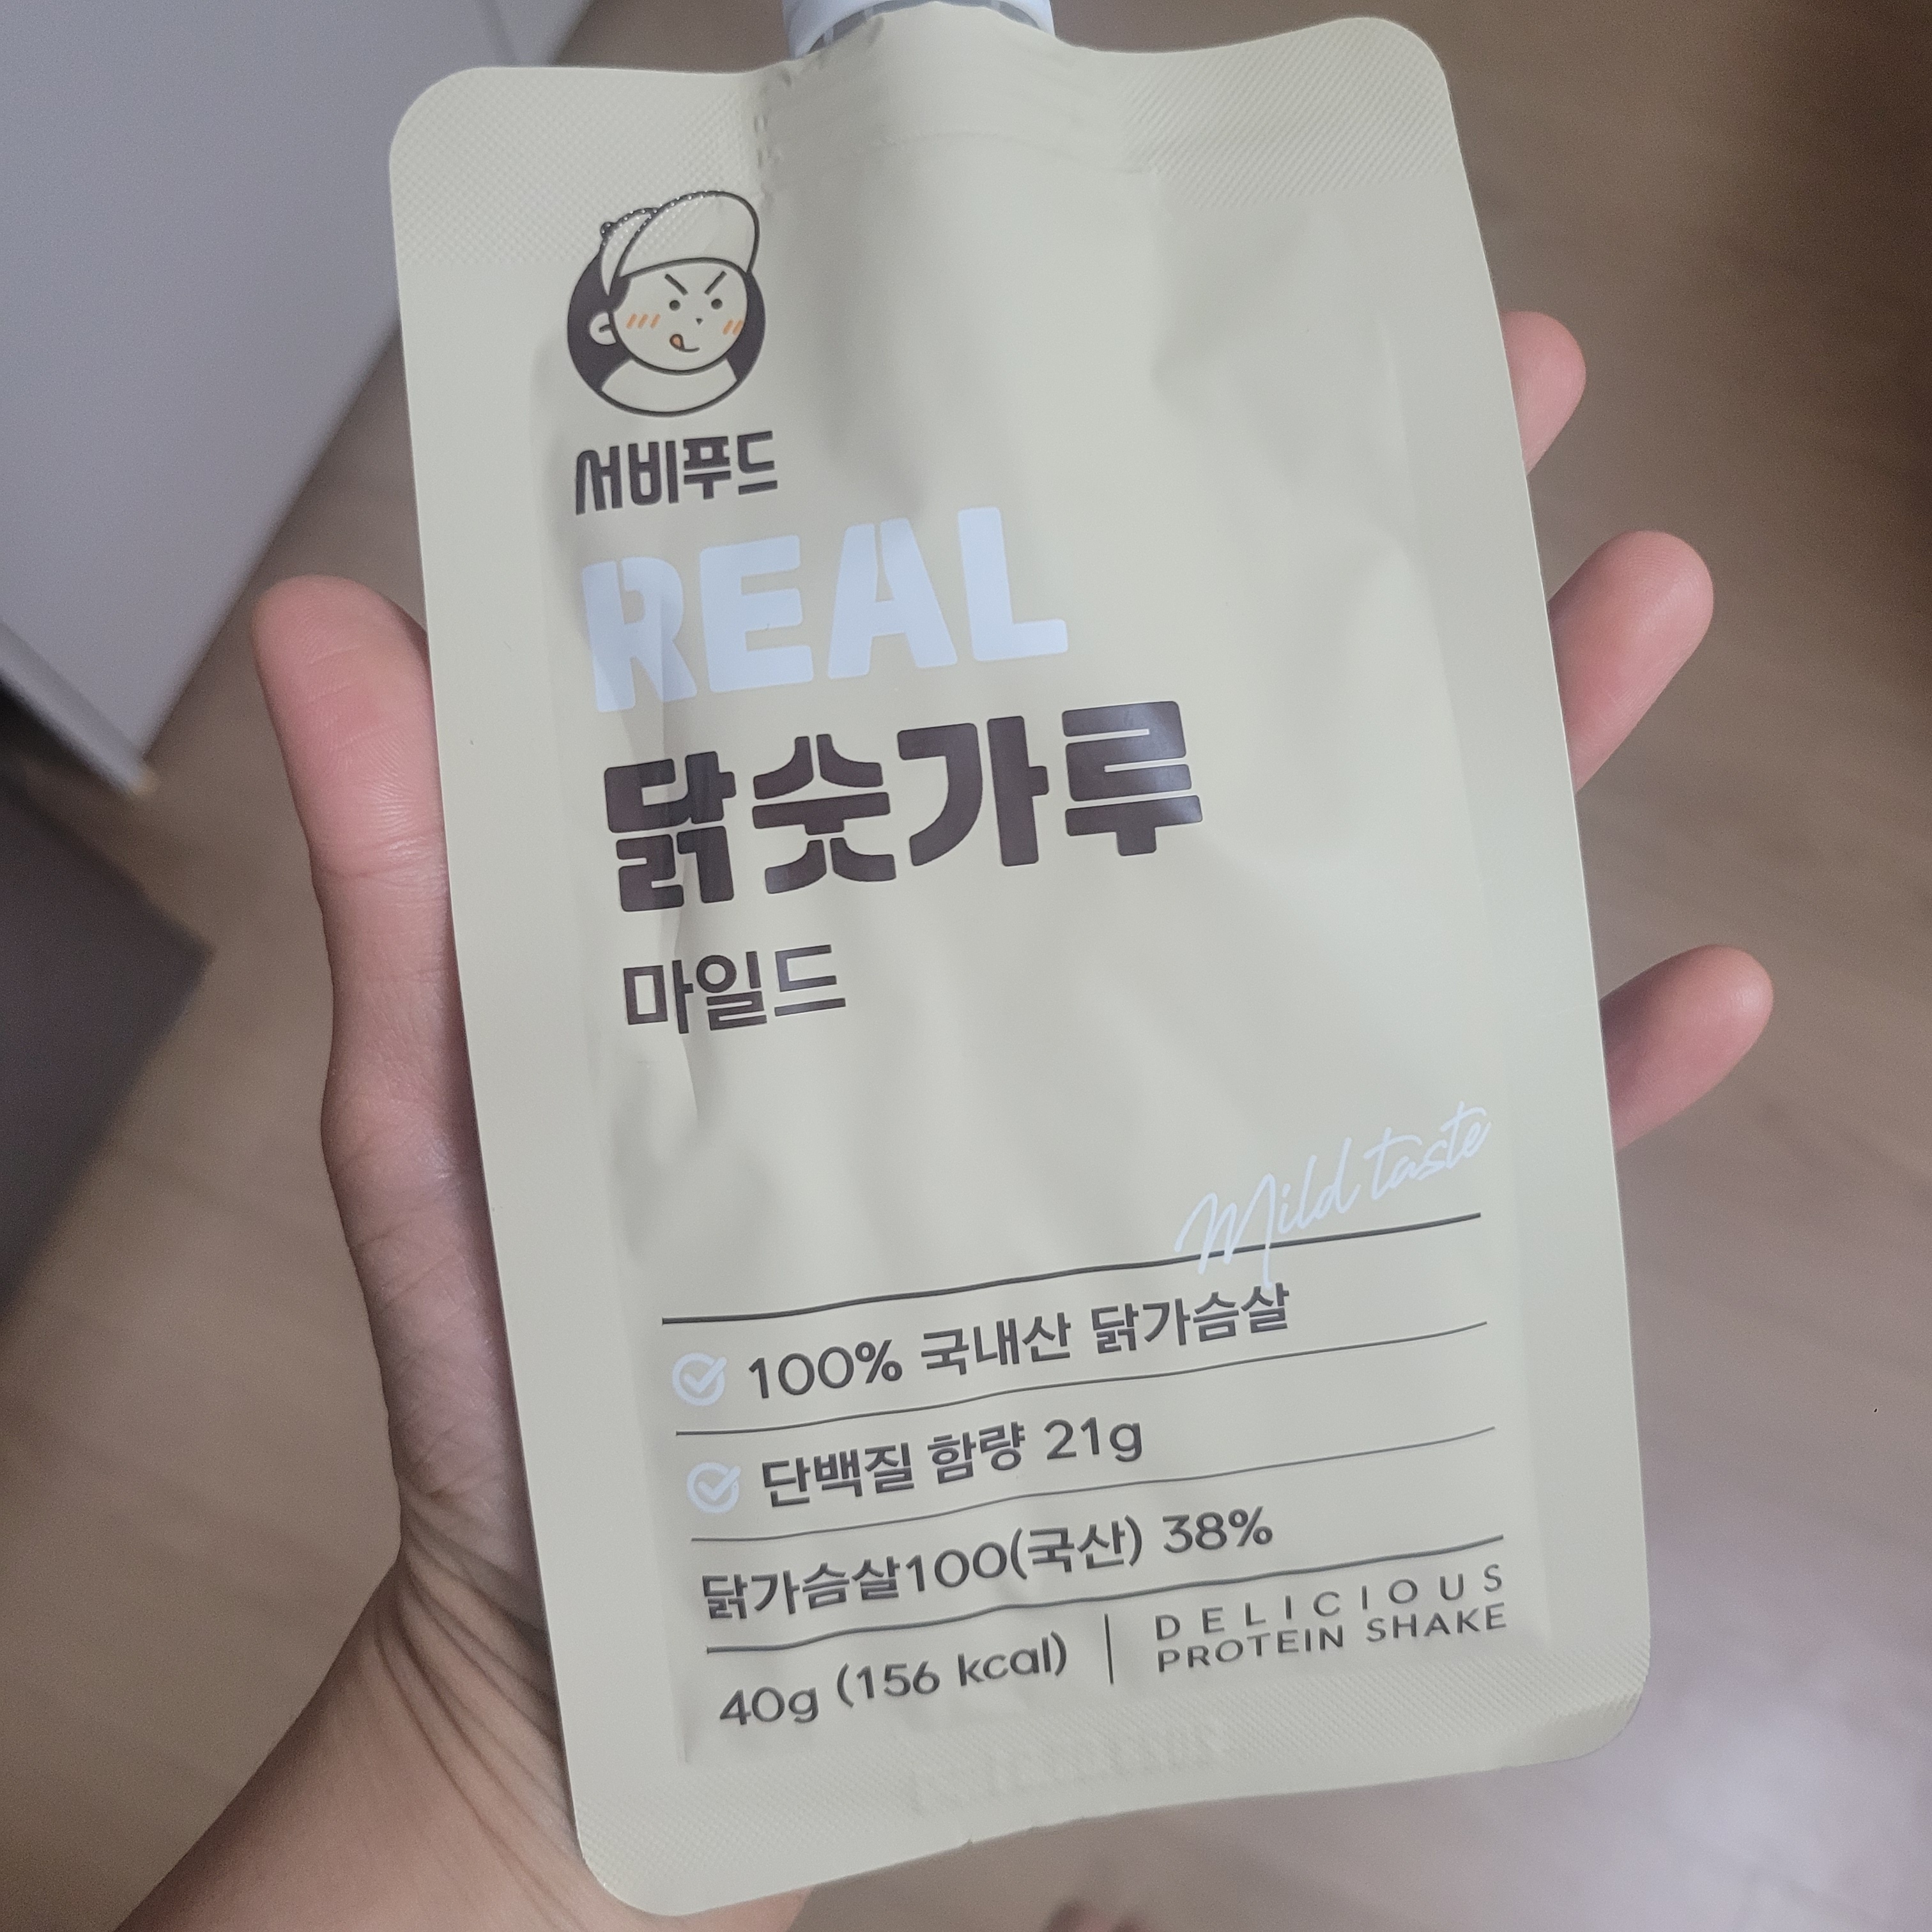 서비푸드
REAL
닭숏가루
마일드
Mild taste
100% 국내산 닭가슴살
단백질 함량 21g
닭가슴살100(국산) 38%
40g (156 kcal)
DELICIOUS
PROTEIN SHAKE